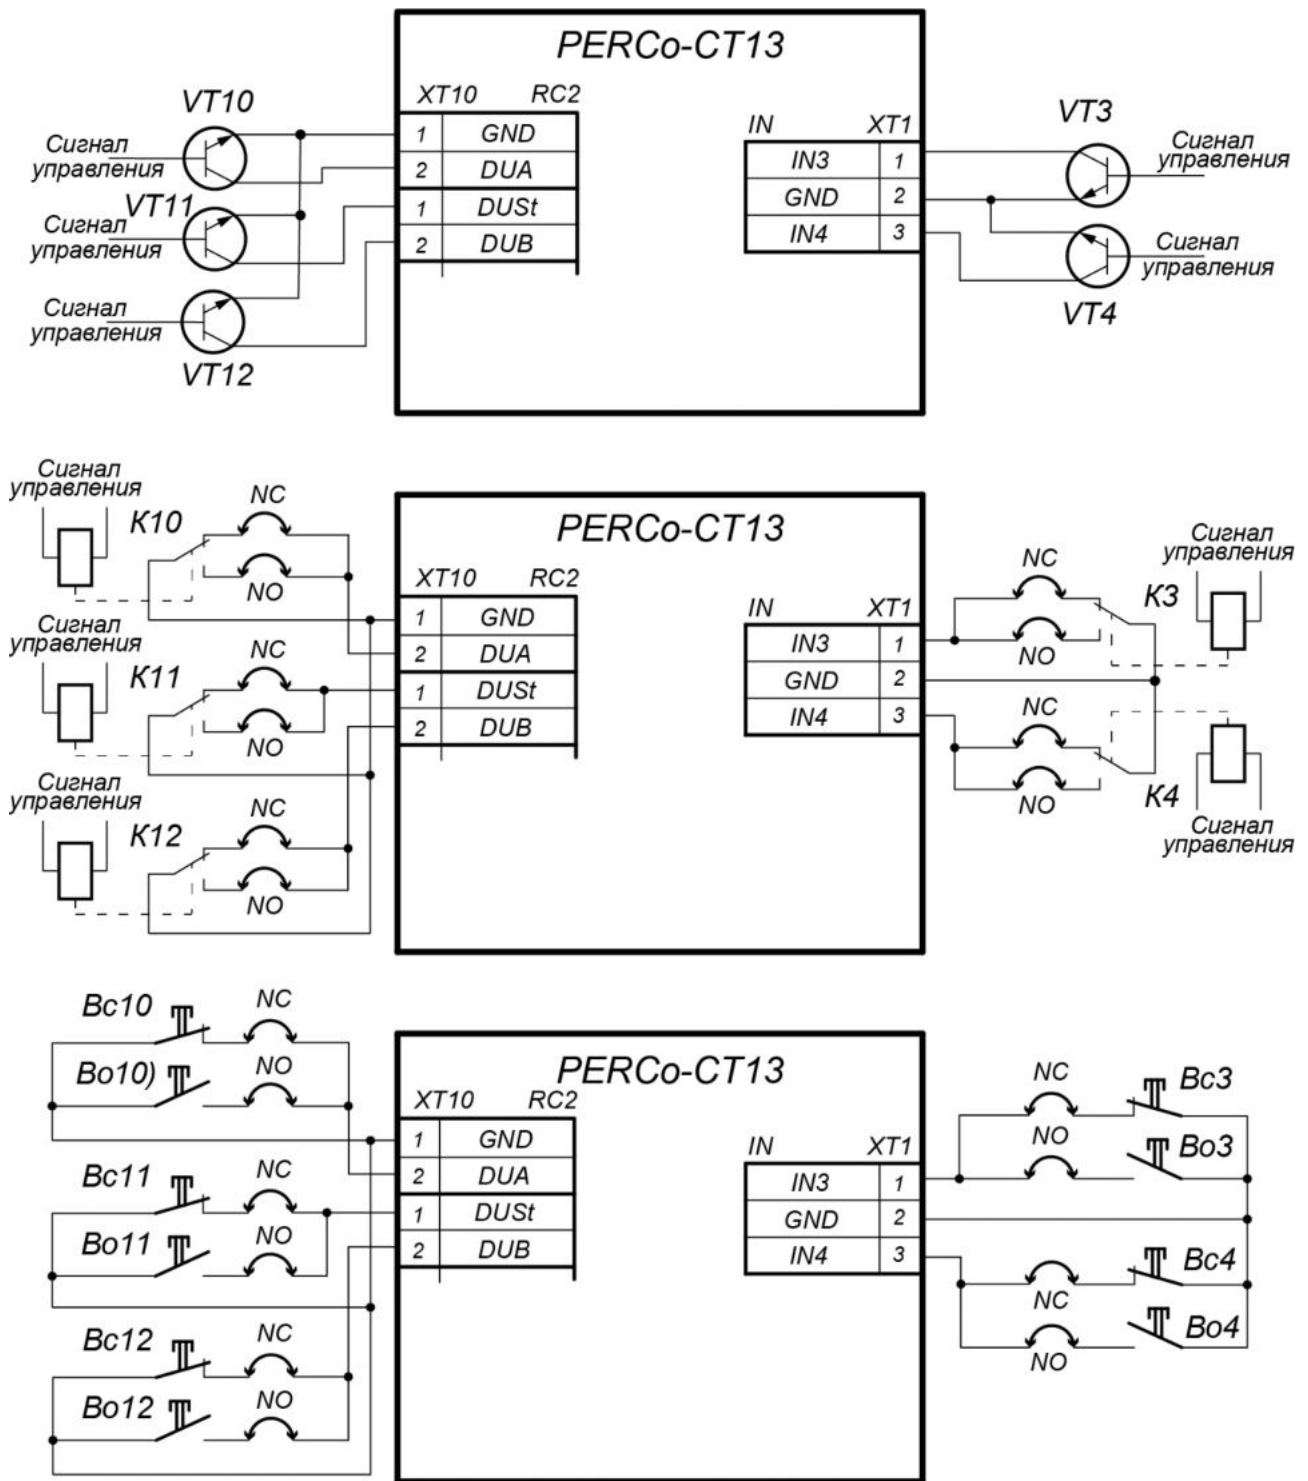 PERCo-CT13
XT10 RC2
1 GND
2 DUA
1 DUSt
2 DUB
IN XT1
IN3 1
GND 2
IN4 3
VT10
Сигнал
управления
VT11
Сигнал
управления
Сигнал
управления
VT12
VT3
Сигнал
управления
Сигнал
управления
VT4
PERCo-CT13
XT10 RC2
1 GND
2 DUA
1 DUSt
2 DUB
IN XT1
IN3 1
GND 2
IN4 3
Сигнал
управления
K10
NC
NO
Сигнал
управления
K11
NC
NO
Сигнал
управления
K12
NC
NO
NC
K3
Сигнал
управления
NO
NC
NO
K4
Сигнал
управления
PERCo-CT13
XT10 RC2
1 GND
2 DUA
1 DUSt
2 DUB
IN XT1
IN3 1
GND 2
IN4 3
Bc10 NC
Bo10) NO
Bc11 NC
Bo11 NO
Bc12 NC
Bo12 NO
NC Bc3
NO Bo3
Bc4
NC
Bo4
NO